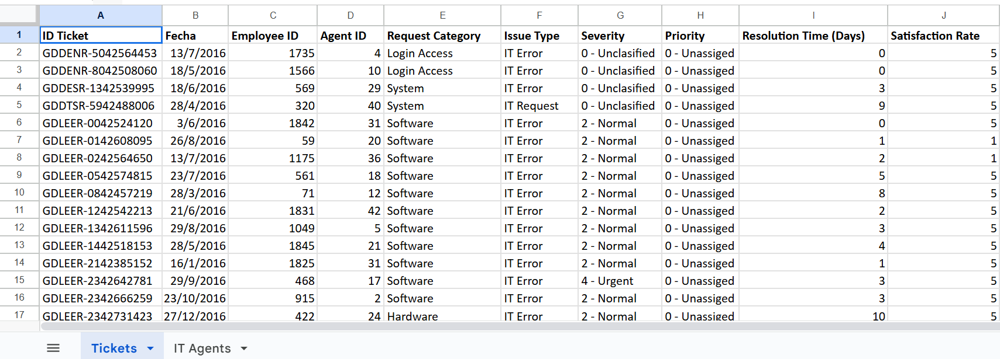 A B C D E F G H I J
1 ID Ticket Fecha Employee ID Agent ID Request Category Issue Type Severity Priority Resolution Time (Days) Satisfaction Rate
2 GDDENR-5042564453 13/7/2016 1735 4 Login Access IT Error 0 - Unclasified 0 - Unassiged 0 5
3 GDDENR-8042508060 18/5/2016 1566 10 Login Access IT Error 0 - Unclasified 0 - Unassiged 0 5
4 GDDESR-1342539995 18/6/2016 569 29 System IT Error 0 - Unclasified 0 - Unassiged 3 5
5 GDDTSR-5942488006 28/4/2016 320 40 System IT Request 0 - Unclasified 0 - Unassiged 9 5
6 GDLEER-0042524120 3/6/2016 1842 31 Software IT Error 2 - Normal 0 - Unassiged 0 5
7 GDLEER-0142608095 26/8/2016 59 20 Software IT Error 2 - Normal 0 - Unassiged 1 1
8 GDLEER-0242564650 13/7/2016 1175 36 Software IT Error 2 - Normal 0 - Unassiged 2 1
9 GDLEER-0542574815 23/7/2016 561 18 Software IT Error 2 - Normal 0 - Unassiged 5 5
10 GDLEER-0842457219 28/3/2016 71 12 Software IT Error 2 - Normal 0 - Unassiged 8 5
11 GDLEER-1242542213 21/6/2016 1831 42 Software IT Error 2 - Normal 0 - Unassiged 2 5
12 GDLEER-1342611596 29/8/2016 1049 5 Software IT Error 2 - Normal 0 - Unassiged 3 5
13 GDLEER-1442518153 28/5/2016 1845 21 Software IT Error 2 - Normal 0 - Unassiged 4 5
14 GDLEER-2142385152 16/1/2016 1825 31 Software IT Error 2 - Normal 0 - Unassiged 1 5
15 GDLEER-2342642781 29/9/2016 468 17 Software IT Error 4 - Urgent 0 - Unassiged 3 5
16 GDLEER-2342666259 23/10/2016 915 2 Software IT Error 2 - Normal 0 - Unassiged 3 5
17 GDLEER-2342731423 27/12/2016 422 24 Hardware IT Error 2 - Normal 0 - Unassiged 10 5
Tickets IT Agents